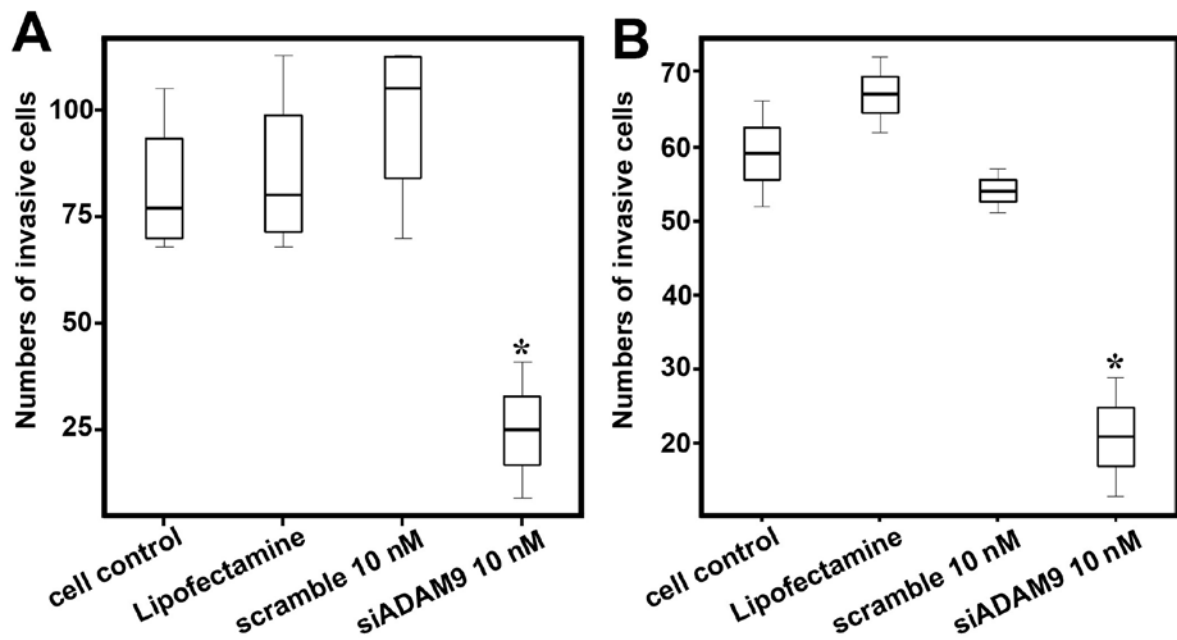 A
Numbers of invasive cells
100
75
50
25
*
cell control
Lipofectamine
scramble 10 nM
siADAM9 10 nM
B
Numbers of invasive cells
70
60
50
40
30
20
*
cell control
Lipofectamine
scramble 10 nM
siADAM9 10 nM